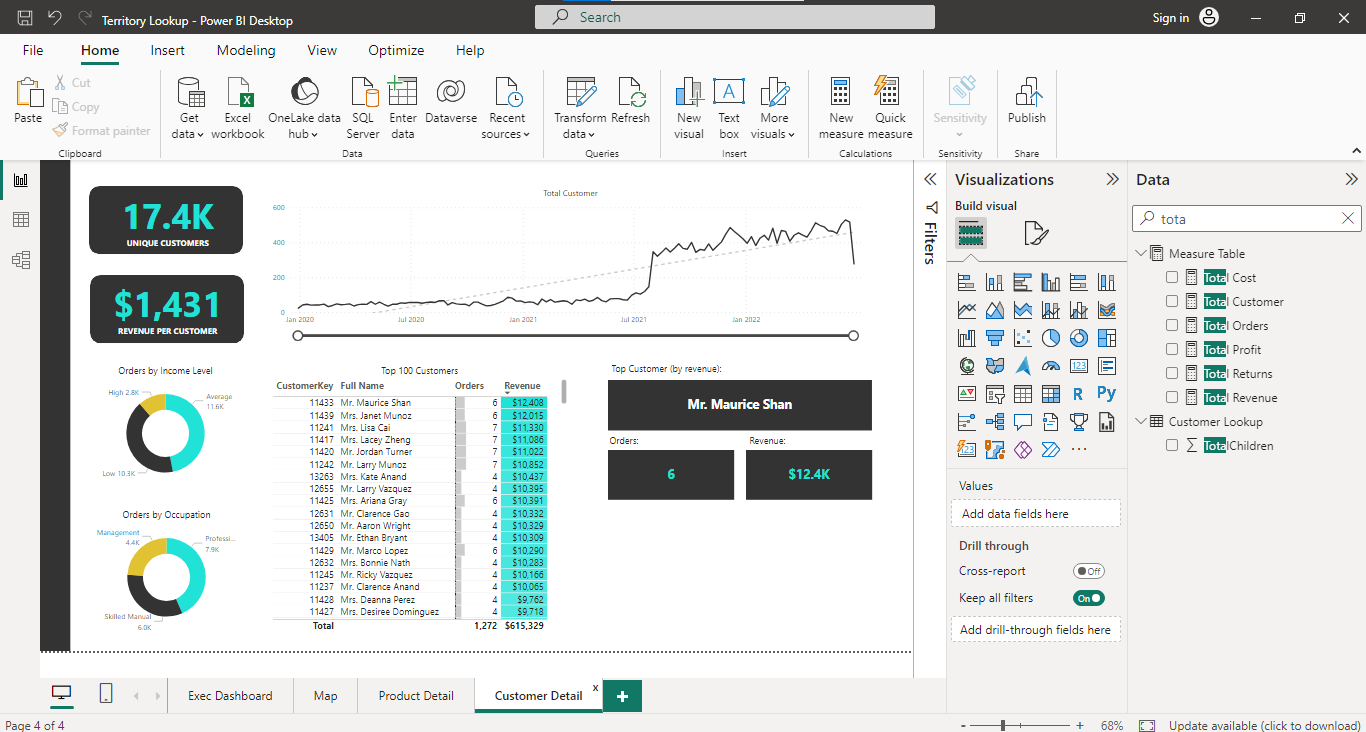 Territory Lookup - Power BI Desktop
Search
Sign in
File Home Insert Modeling View Optimize Help
Paste
Cut
Copy
Format painter
Clipboard
Get data
Excel workbook
OneLake data hub
SQL Server
Enter data
Dataverse
Recent sources
Data
Transform data
Refresh
Queries
New visual
Text box
More visuals
Insert
New measure
Quick measure
Calculations
Sensitivity
Sensitivity
Publish
Share
17.4K
UNIQUE CUSTOMERS
$1,431
REVENUE PER CUSTOMER
Total Customer
600
400
200
0
Jan 2020 Jul 2020 Jan 2021 Jul 2021 Jan 2022
Orders by Income Level
High 2.8K
Average
11.6K
Low 10.3K
Orders by Occupation
Management
4.4K
Professi...
7.9K
Skilled Manual
6.0K
Top 100 Customers
CustomerKey Full Name Orders Revenue
11433 Mr. Maurice Shan 6 $12,408
11439 Mrs. Janet Munoz 6 $12,015
11241 Mrs. Lisa Cai 7 $11,330
11417 Mrs. Lacey Zheng 7 $11,086
11420 Mr. Jordan Turner 7 $11,022
11242 Mr. Larry Munoz 7 $10,852
13263 Mrs. Kate Anand 4 $10,437
12655 Mr. Larry Vazquez 4 $10,395
11425 Mrs. Ariana Gray 6 $10,391
12631 Mr. Clarence Gao 4 $10,332
12650 Mr. Aaron Wright 4 $10,329
13405 Mr. Ethan Bryant 4 $10,309
11429 Mr. Marco Lopez 6 $10,290
12632 Mrs. Bonnie Nath 4 $10,283
11245 Mr. Ricky Vazquez 4 $10,166
11237 Mr. Clarence Anand 4 $10,065
11428 Mrs. Deanna Perez 4 $9,762
11427 Mrs. Desiree Dominguez 4 $9,718
Total 1,272 $615,329
Top Customer (by revenue):
Mr. Maurice Shan
Orders:
6
Revenue:
$12.4K
Filters
Visualizations
Build visual
123
R
Py
123
Values
Add data fields here
Drill through
Cross-report
Off
Keep all filters
On
Add drill-through fields here
Data
tota
Measure Table
Total Cost
Total Customer
Total Orders
Total Profit
Total Returns
Total Revenue
Customer Lookup
TotalChildren
Exec Dashboard
Map
Product Detail
Customer Detail
x
Page 4 of 4
- + 68%
Update available (click to download)